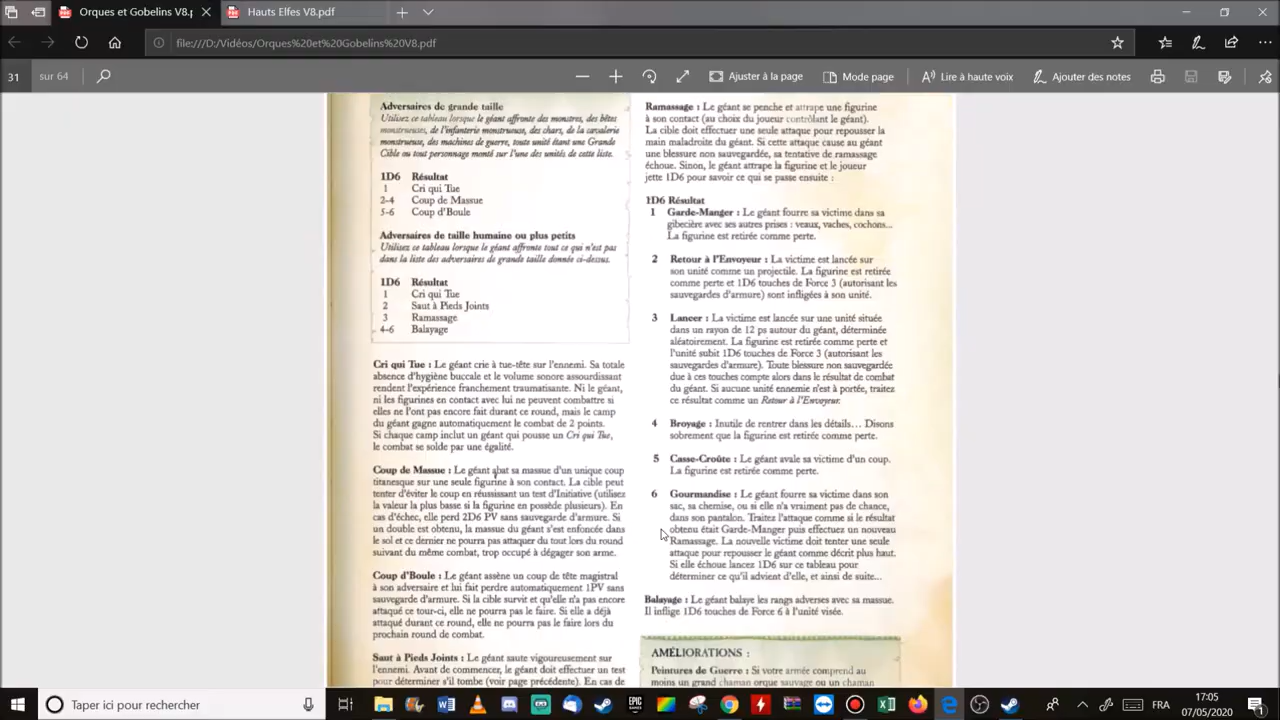 Orques et Gobelins V8.p
Hauts Elfes V8.pdf
file:///D:/Vidéos/Orques%20et%20Gobelins%20V8.pdf
31 sur 64
Ajuster à la page
Mode page
Lire à haute voix
Ajouter des notes
Adversaires de grande taille
Utilisez ce tableau lorsque le géant affronte des monstres, des bêtes
monstrueuses, de l'infanterie monstrueuse, des chars, de la cavalerie
monstrueuse, des machines de guerre, toute unité étant une Grande
Cible ou tout personnage monté sur l'une des unités de cette liste.
1D6 Résultat
1 Cri qui Tue
2-4 Coup de Massue
5-6 Coup d'Boule
Adversaires de taille humaine ou plus petits
Utilisez ce tableau lorsque le géant affronte tout ce qui n'est pas
dans la liste des adversaires de grande taille donnée ci-dessus.
1D6 Résultat
1 Cri qui Tue
2 Saut à Pieds Joints
3 Ramassage
4-6 Balayage
Cri qui Tue : Le géant crie à tue-tête sur l'ennemi. Sa totale
absence d'hygiène buccale et le volume sonore assourdissant
rendent l'expérience franchement traumatisante. Ni le géant,
ni les figurines en contact avec lui ne peuvent combattre si
elles ne l'ont pas encore fait durant ce round, mais le camp
du géant gagne automatiquement le combat de 2 points.
Si chaque camp inclut un géant qui pousse un Cri qui Tue,
le combat se solde par une égalité.
Coup de Massue : Le géant abat sa massue d'un unique coup
titanesque sur une seule figurine à son contact. La cible peut
tenter d'éviter le coup en réussissant un test d'Initiative (utilisez
la valeur la plus basse si la figurine en possède plusieurs). En
cas d'échec, elle perd 2D6 PV sans sauvegarde d'armure. Si
un double est obtenu, la massue du géant s'est enfoncée dans
le sol et ce dernier ne pourra pas attaquer du tout lors du round
suivant du même combat, trop occupé à dégager son arme.
Coup d'Boule : Le géant assène un coup de tête magistral
à son adversaire et lui fait perdre automatiquement 1PV sans
sauvegarde d'armure. Si la cible survit et qu'elle n'a pas encore
attaqué ce tour-ci, elle ne pourra pas le faire. Si elle a déjà
attaqué durant ce round, elle ne pourra pas le faire lors du
prochain round de combat.
Saut à Pieds Joints : Le géant saute vigoureusement sur
l'ennemi. Avant de commencer, le géant doit effectuer un test
pour déterminer s'il tombe (voir page précédente). En cas de
Ramassage : Le géant se penche et attrape une figurine
à son contact (au choix du joueur contrôlant le géant).
La cible doit effectuer une seule attaque pour repousser la
main maladroite du géant. Si cette attaque cause au géant
une blessure non sauvegardée, sa tentative de ramassage
échoue. Sinon, le géant attrape la figurine et le joueur
jette 1D6 pour savoir ce qui se passe ensuite :
1D6 Résultat
1 Garde-Manger : Le géant fourre sa victime dans sa
gibecière avec ses autres prises : veaux, vaches, cochons...
La figurine est retirée comme perte.
2 Retour à l'Envoyeur : La victime est lancée sur
son unité comme un projectile. La figurine est retirée
comme perte et 1D6 touches de Force 3 (autorisant les
sauvegardes d'armure) sont infligées à son unité.
3 Lancer : La victime est lancée sur une unité située
dans un rayon de 12 ps autour du géant, déterminée
aléatoirement. La figurine est retirée comme perte et
l'unité subit 1D6 touches de Force 3 (autorisant les
sauvegardes d'armure). Toute blessure non sauvegardée
due à ces touches compte alors dans le résultat de combat
du géant. Si aucune unité ennemie n'est à portée, traitez
ce résultat comme un Retour à l'Envoyeur.
4 Broyage : Inutile de rentrer dans les détails... Disons
sobrement que la figurine est retirée comme perte.
5 Casse-Croûte : Le géant avale sa victime d'un coup.
La figurine est retirée comme perte.
6 Gourmandise : Le géant fourre sa victime dans son
sac, sa chemise, ou si elle n'a vraiment pas de chance,
dans son pantalon. Traitez l'attaque comme si le résultat
obtenu était Garde-Manger puis effectuez un nouveau
Ramassage. La nouvelle victime doit tenter une seule
attaque pour repousser le géant comme décrit plus haut.
Si elle échoue lancez 1D6 sur ce tableau pour
déterminer ce qu'il advient d'elle, et ainsi de suite...
Balayage : Le géant balaye les rangs adverses avec sa massue.
Il inflige 1D6 touches de Force 6 à l'unité visée.
AMÉLIORATIONS :
Peintures de Guerre : Si votre armée comprend au
moins un grand chaman orque sauvage ou un chaman
Taper ici pour rechercher
FRA
17:05
07/05/2020